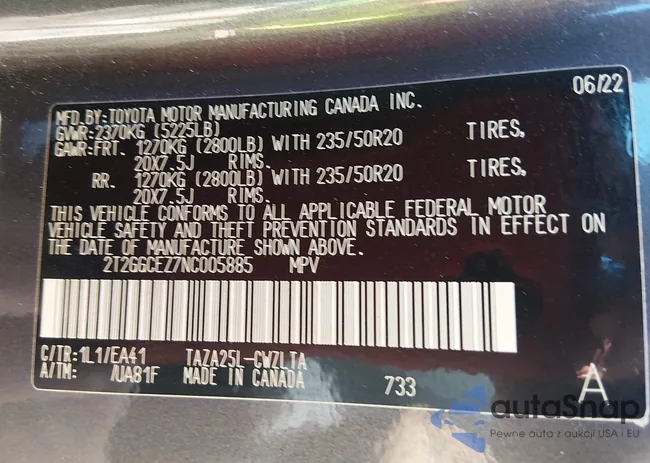 06/22
MFD.BY:TOYOTA MOTOR MANUFACTURING CANADA INC.
GVWR:2370KG (5225LB)
GAWR:FRT. 1270KG (2800LB) WITH 235/50R20 TIRES,
20X7.5J RIMS.
RR. 1270KG (2800LB) WITH 235/50R20 TIRES,
20X7.5J RIMS.
THIS VEHICLE CONFORMS TO ALL APPLICABLE FEDERAL MOTOR
VEHICLE SAFETY AND THEFT PREVENTION STANDARDS IN EFFECT ON
THE DATE OF MANUFACTURE SHOWN ABOVE.
2T2GGCEZ7NC005885 MPV
C/TR:1L1/EA41 TAZA25L-CWZLTA
A/TM: /UA81F MADE IN CANADA 733 A
autoSnap
Pewne auta z aukcji USA i EU